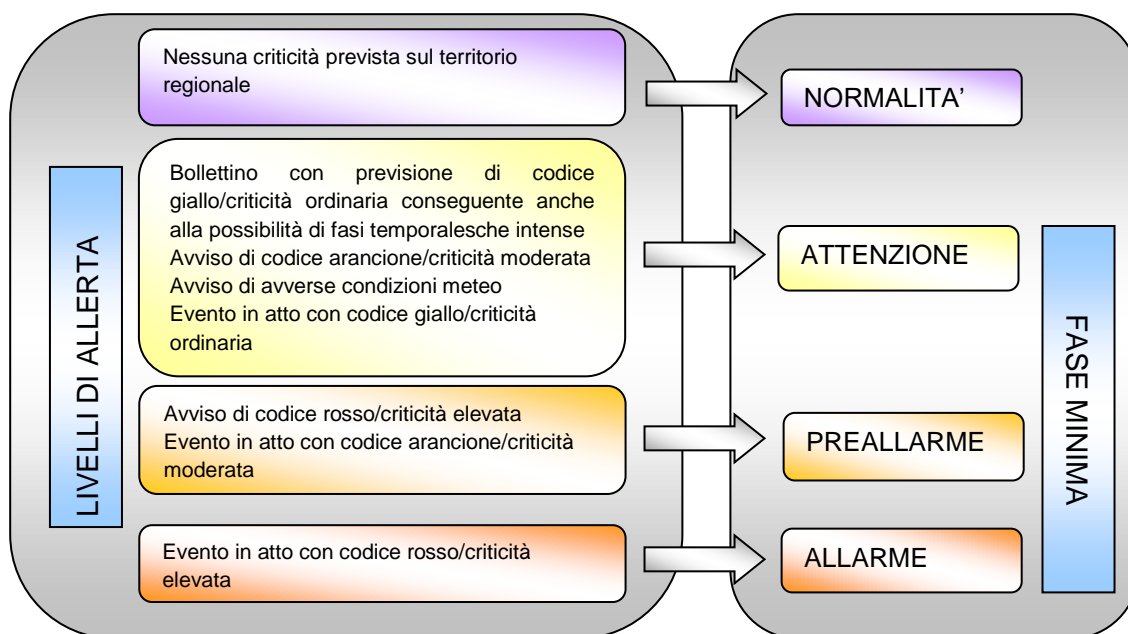 Nessuna criticità prevista sul territorio
regionale
NORMALITA’
LIVELLI DI ALLERTA
Bollettino con previsione di codice
giallo/criticità ordinaria conseguente anche
alla possibilità di fasi temporalesche intense
Avviso di codice arancione/criticità moderata
Avviso di avverse condizioni meteo
Evento in atto con codice giallo/criticità
ordinaria
ATTENZIONE
Avviso di codice rosso/criticità elevata
Evento in atto con codice arancione/criticità
moderata
PREALLARME
Evento in atto con codice rosso/criticità
elevata
ALLARME
FASE MINIMA